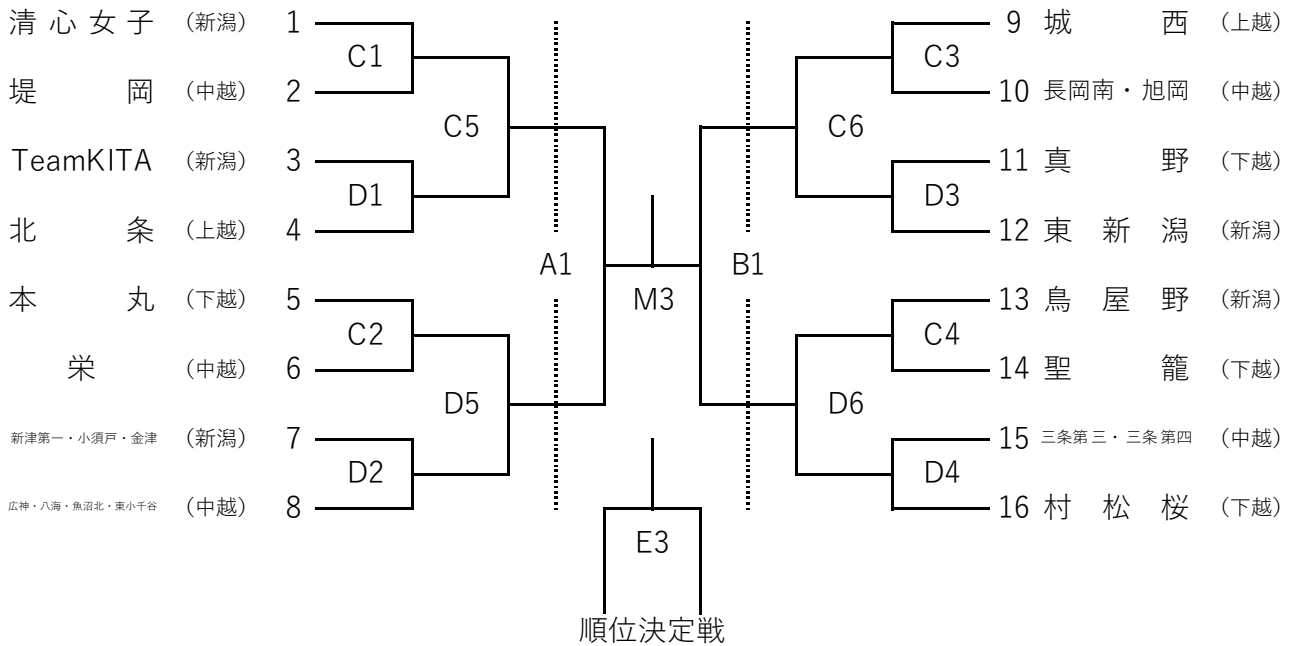 清心女子 (新潟) 1
C1
堤岡 (中越) 2
C5
TeamKITA (新潟) 3
D1
北条 (上越) 4
A1
本丸 (下越) 5
C2
栄 (中越) 6
D5
新津第一・小須戸・金津 (新潟) 7
D2
広神・八海・魚沼北・東小千谷 (中越) 8
M3
E3
順位決定戦
9 城西 (上越)
C3
10 長岡南・旭岡 (中越)
C6
11 真野 (下越)
D3
12 東新潟 (新潟)
B1
13 鳥屋野 (新潟)
C4
14 聖籠 (下越)
D6
15 三条第三・三条第四 (中越)
D4
16 村松桜 (下越)